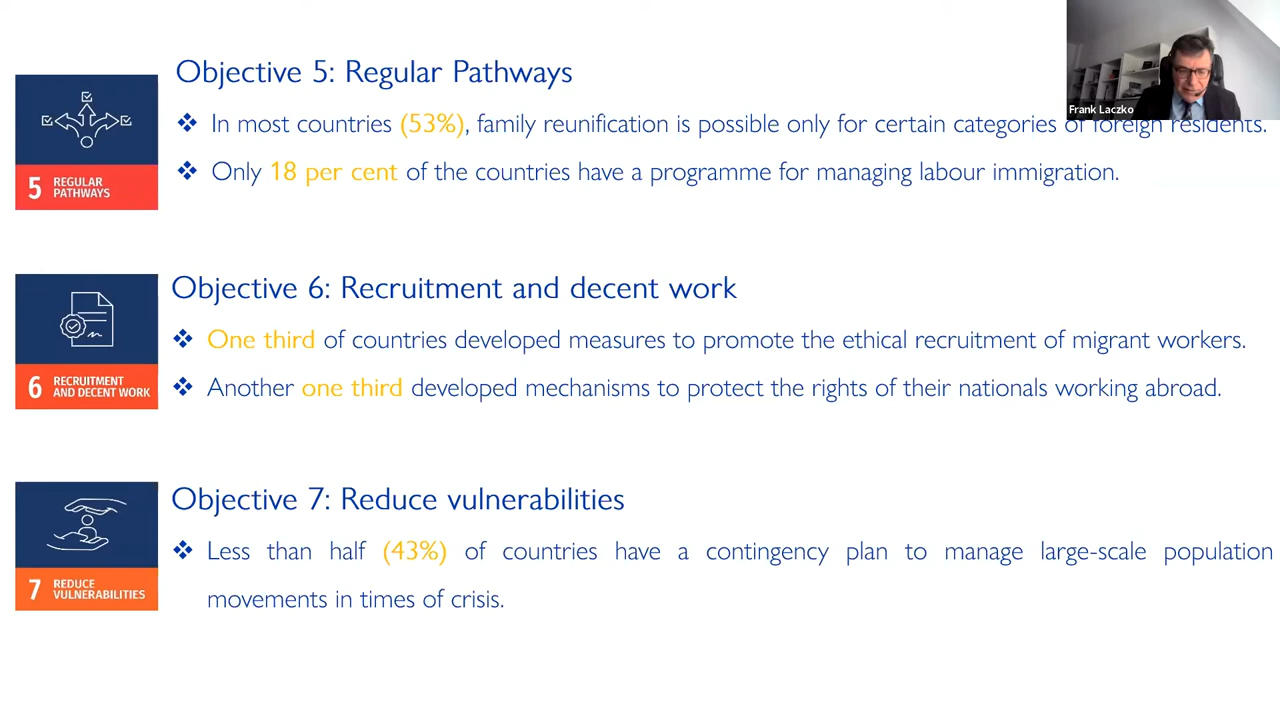 Frank Laczko
Objective 5: Regular Pathways
❖ In most countries (53%), family reunification is possible only for certain categories of foreign residents.
❖ Only 18 per cent of the countries have a programme for managing labour immigration.
5 REGULAR
PATHWAYS
Objective 6: Recruitment and decent work
❖ One third of countries developed measures to promote the ethical recruitment of migrant workers.
❖ Another one third developed mechanisms to protect the rights of their nationals working abroad.
6 RECRUITMENT
AND DECENT WORK
Objective 7: Reduce vulnerabilities
❖ Less than half (43%) of countries have a contingency plan to manage large-scale population
movements in times of crisis.
7 REDUCE
VULNERABILITIES